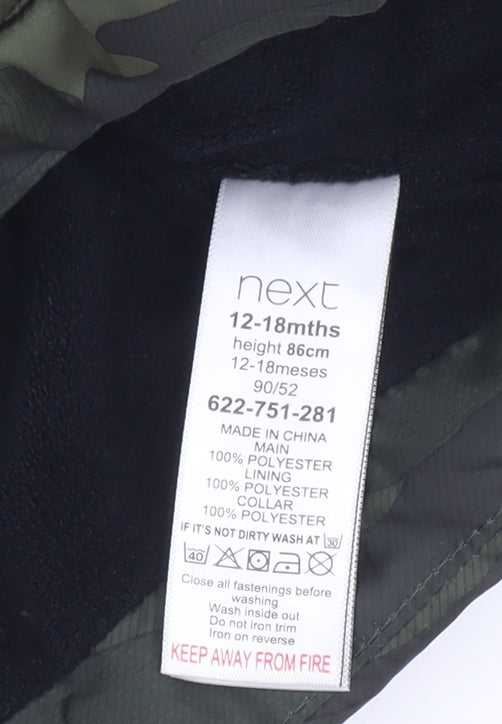 next
12-18mths
height 86cm
12-18meses
90/52
622-751-281
MADE IN CHINA
MAIN
100% POLYESTER
LINING
100% POLYESTER
COLLAR
100% POLYESTER
IF IT'S NOT DIRTY WASH AT 30
40
Close all fastenings before
washing
Wash inside out
Do not iron trim
Iron on reverse
KEEP AWAY FROM FIRE